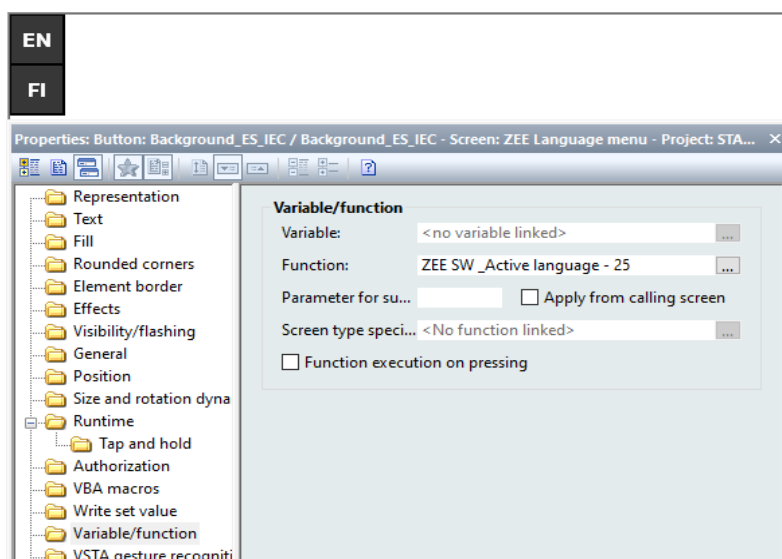 EN
FI
Properties: Button: Background_ES_IEC / Background_ES_IEC - Screen: ZEE Language menu - Project: STA...
Representation
Text
Fill
Rounded corners
Element border
Effects
Visibility/flashing
General
Position
Size and rotation dyna
Runtime
Tap and hold
Authorization
VBA macros
Write set value
Variable/function
VSTA gesture recogniti
Variable/function
Variable: <no variable linked> ...
Function: ZEE SW _Active language - 25 ...
Parameter for su... Apply from calling screen
Screen type speci... <No function linked> ...
Function execution on pressing